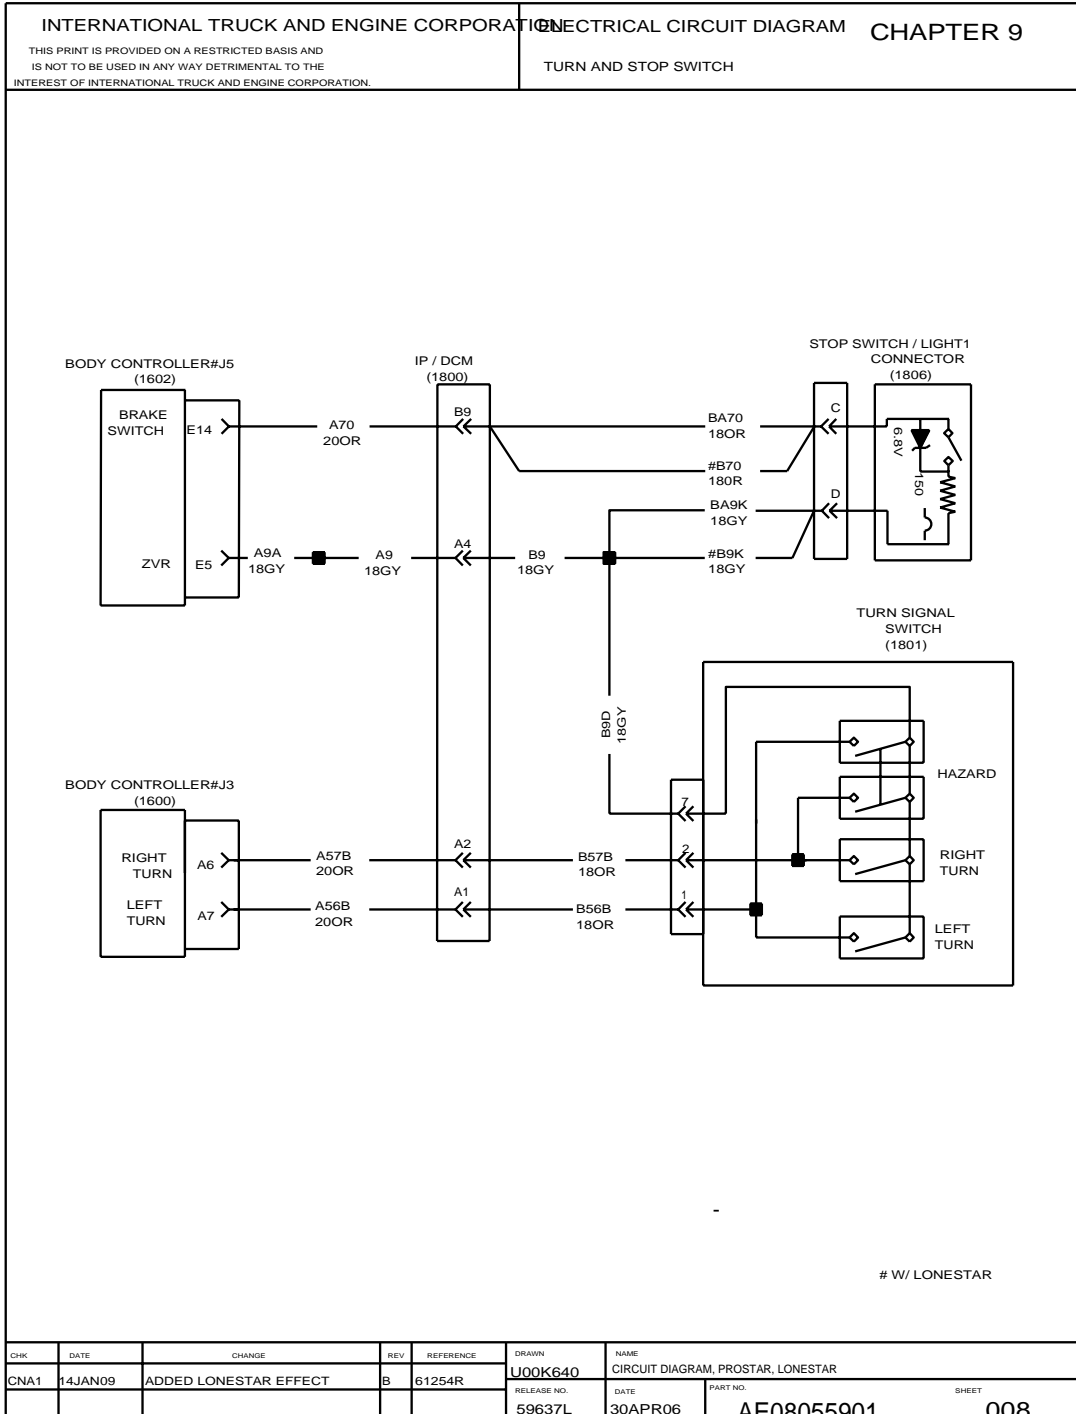 INTERNATIONAL TRUCK AND ENGINE CORPORATION
THIS PRINT IS PROVIDED ON A RESTRICTED BASIS AND
IS NOT TO BE USED IN ANY WAY DETRIMENTAL TO THE
INTEREST OF INTERNATIONAL TRUCK AND ENGINE CORPORATION.
ELECTRICAL CIRCUIT DIAGRAM
CHAPTER 9
TURN AND STOP SWITCH
BODY CONTROLLER#J5
(1602)
BRAKE
SWITCH
E14
ZVR
E5
A70
20OR
A9A
18GY
A9
18GY
IP / DCM
(1800)
B9
A4
B9
18GY
BA70
18OR
#B70
180R
BA9K
18GY
#B9K
18GY
STOP SWITCH / LIGHT1
CONNECTOR
(1806)
C
D
6.8V
150
B9D
18GY
TURN SIGNAL
SWITCH
(1801)
HAZARD
RIGHT
TURN
LEFT
TURN
7
2
1
BODY CONTROLLER#J3
(1600)
RIGHT
TURN
A6
LEFT
TURN
A7
A57B
20OR
A56B
20OR
A2
A1
B57B
18OR
B56B
18OR
-
# W/ LONESTAR
CHK DATE CHANGE REV REFERENCE
CNA1 14JAN09 ADDED LONESTAR EFFECT B 61254R
DRAWN
U00K640
NAME
CIRCUIT DIAGRAM, PROSTAR, LONESTAR
RELEASE NO.
59637L
DATE
30APR06
PART NO.
AE08055901
SHEET
008